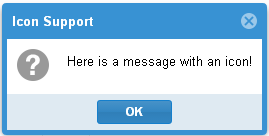 Icon Support
Here is a message with an icon!
OK